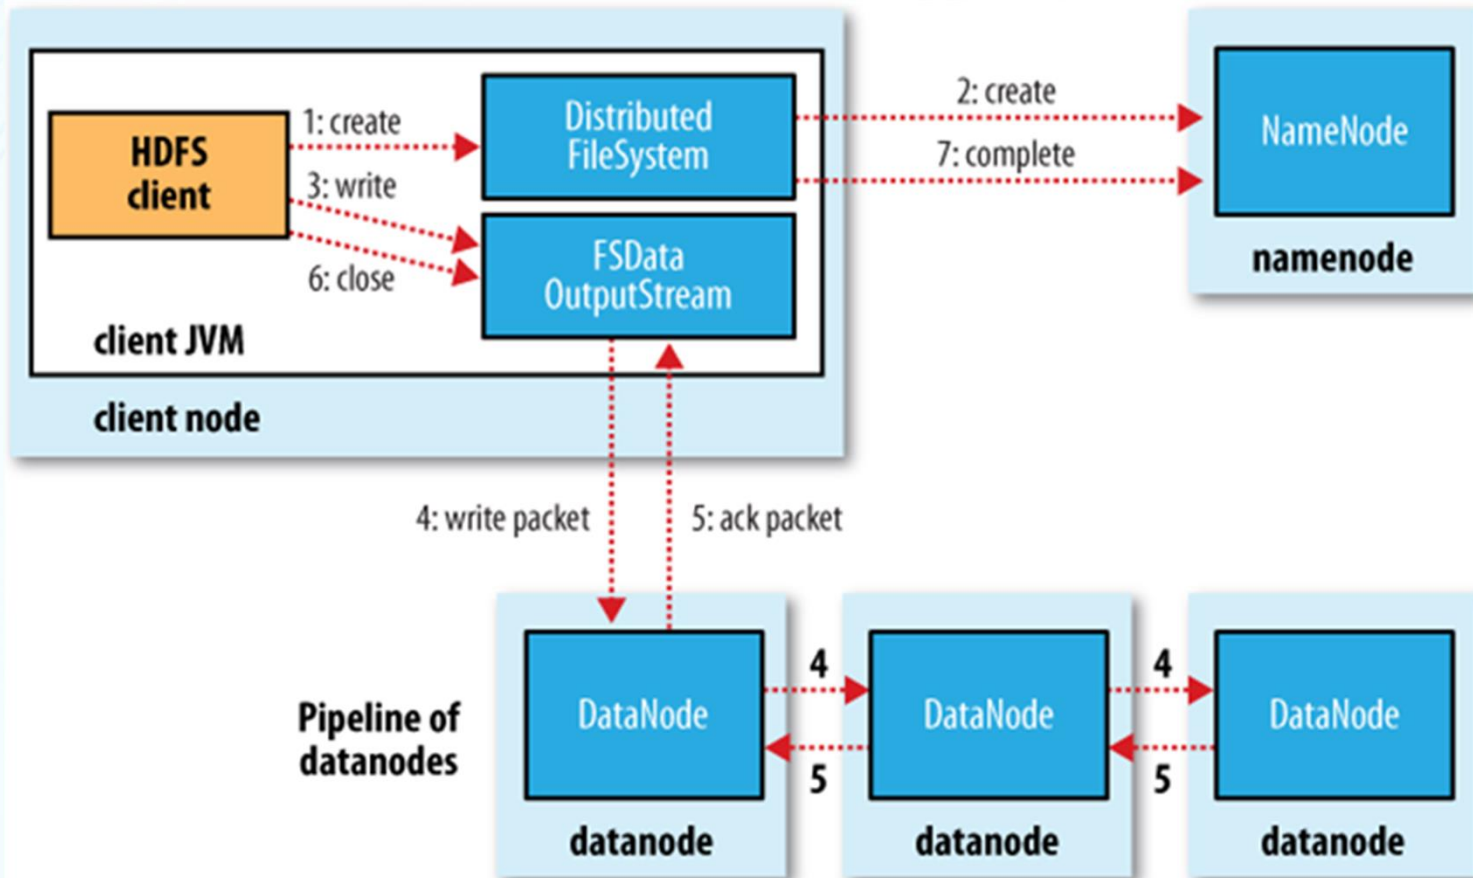 HDFS
client
1: create
3: write
6: close
Distributed
FileSystem
FSData
OutputStream
client JVM
client node
2: create
7: complete
NameNode
namenode
4: write packet
5: ack packet
Pipeline of
datanodes
DataNode
datanode
4
5
DataNode
datanode
4
5
DataNode
datanode